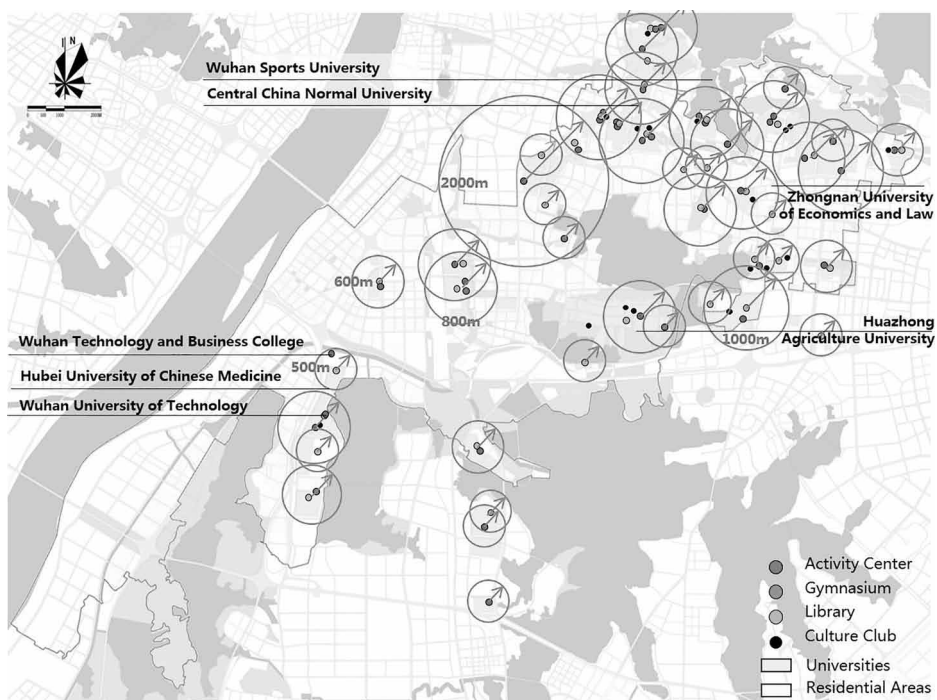 N
Wuhan Sports University
Central China Normal University
2000m
Zhongnan University
of Economics and Law
600m
800m
1000m
Huazhong
Agriculture University
Wuhan Technology and Business College
500m
Hubei University of Chinese Medicine
Wuhan University of Technology
Activity Center
Gymnasium
Library
Culture Club
Universities
Residential Areas